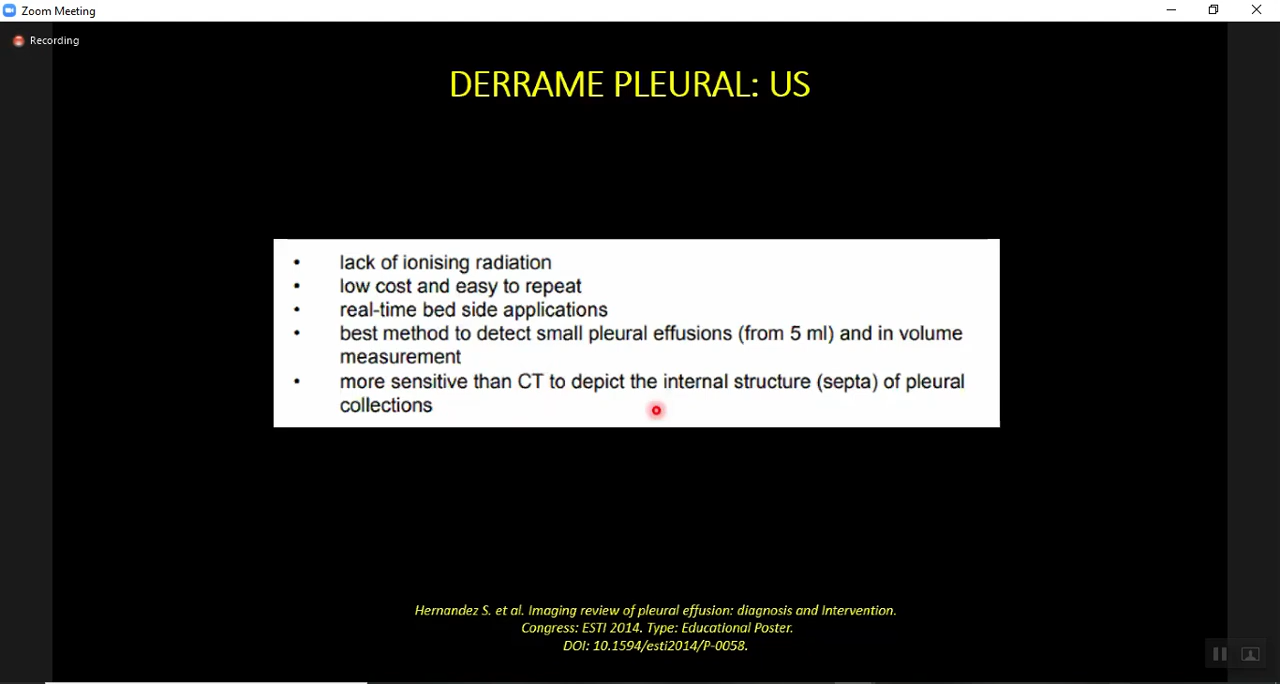 Zoom Meeting
Recording
DERRAME PLEURAL: US
• lack of ionising radiation
• low cost and easy to repeat
• real-time bed side applications
• best method to detect small pleural effusions (from 5 ml) and in volume
measurement
• more sensitive than CT to depict the internal structure (septa) of pleural
collections
Hernandez S. et al. Imaging review of pleural effusion: diagnosis and Intervention.
Congress: ESTI 2014. Type: Educational Poster.
DOI: 10.1594/esti2014/P-0058.